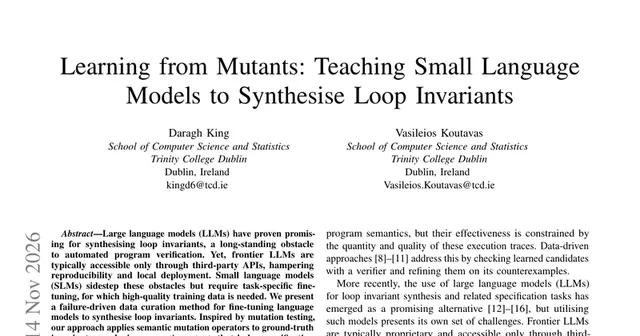 Learning from Mutants: Teaching Small Language
Models to Synthesise Loop Invariants
Daragh King
School of Computer Science and Statistics
Trinity College Dublin
Dublin, Ireland
kingd6@tcd.ie
Vasileios Koutavas
School of Computer Science and Statistics
Trinity College Dublin
Dublin, Ireland
Vasileios.Koutavas@tcd.ie
14 Nov 2026
Abstract—Large language models (LLMs) have proven promis-
ing for synthesising loop invariants, a long-standing obstacle
to automated program verification. Yet, frontier LLMs are
typically accessible only through third-party APIs, hampering
reproducibility and local deployment. Small language models
(SLMs) sidestep these obstacles but require task-specific fine-
tuning, for which high-quality training data is needed. We present
a failure-driven data curation method for fine-tuning language
models to synthesise loop invariants. Inspired by mutation testing,
our approach applies semantic mutation operators to ground-truth
program semantics, but their effectiveness is constrained by
the quantity and quality of these execution traces. Data-driven
approaches [8]–[11] address this by checking learned candidates
with a verifier and refining them on its counterexamples.
More recently, the use of large language models (LLMs)
for loop invariant synthesis and related specification tasks has
emerged as a promising alternative [12]–[16], but utilising
such models presents its own set of challenges. Frontier LLMs
are typically proprietary and accessible only through third-